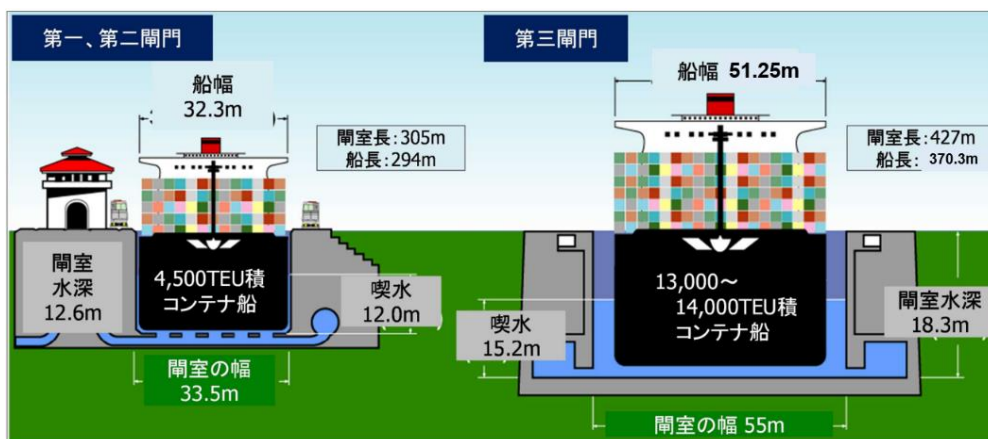 第一、第二閘門
船幅
32.3m
閘室長:305m
船長:294m
閘室
水深
12.6m
4,500TEU積
コンテナ船
喫水
12.0m
閘室の幅
33.5m
第三閘門
船幅 51.25m
閘室長:427m
船長: 370.3m
13,000～
14,000TEU積
コンテナ船
喫水
15.2m
閘室水深
18.3m
閘室の幅 55m